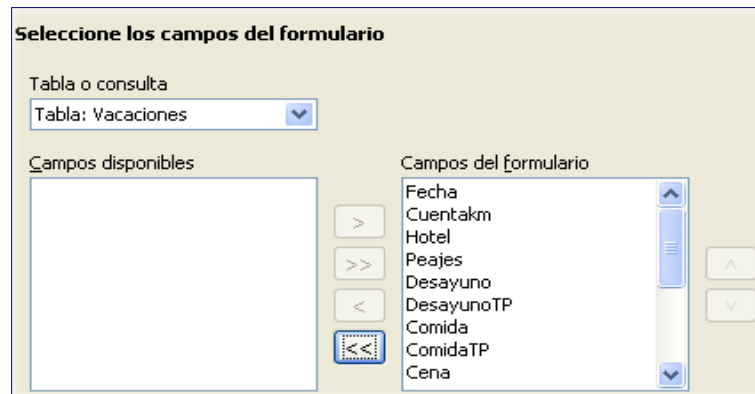 Seleccione los campos del formulario
Tabla o consulta
Tabla: Vacaciones
Campos disponibles
Campos del formulario
Fecha
Cuentakm
Hotel
Peajes
Desayuno
DesayunoTP
Comida
ComidaTP
Cena
>
>>
<
<<
^
v